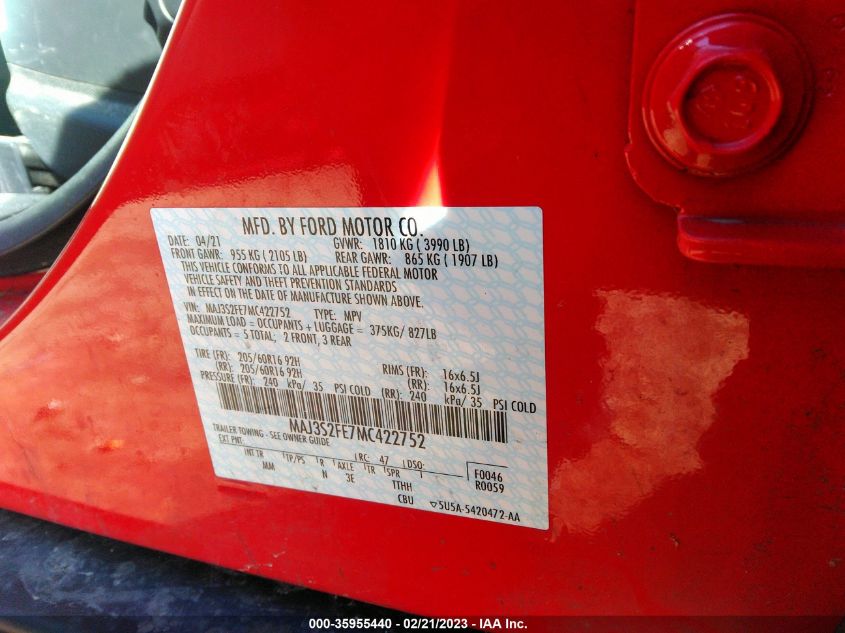 MFD. BY FORD MOTOR CO.
DATE: 04/21 GVWR: 1810 KG ( 3990 LB)
FRONT GAWR: 955 KG ( 2105 LB) REAR GAWR: 865 KG ( 1907 LB)
THIS VEHICLE CONFORMS TO ALL APPLICABLE FEDERAL MOTOR
VEHICLE SAFETY AND THEFT PREVENTION STANDARDS
IN EFFECT ON THE DATE OF MANUFACTURE SHOWN ABOVE.
VIN: MAJ3S2FE7MC422752 TYPE: MPV
MAXIMUM LOAD = OCCUPANTS + LUGGAGE = 375KG/ 827LB
OCCUPANTS = 5 TOTAL; 2 FRONT, 3 REAR
TIRE (FR): 205/60R16 92H RIMS (FR): 16x6.5J
(RR): 205/60R16 92H (RR): 16x6.5J
PRESSURE (FR): 240 kPa/ 35 PSI COLD (RR): 240 kPa/ 35 PSI COLD
MAJ3S2FE7MC422752
TRAILER TOWING - SEE OWNER GUIDE
EXT PNT: RC: 47 DSO:
INT TR TP/PS R AXLE TR SPR F0046
MM N 3E TTHH R0059
CBU 5U5A-5420472-AA
000-35955440 - 02/21/2023 - IAA Inc.